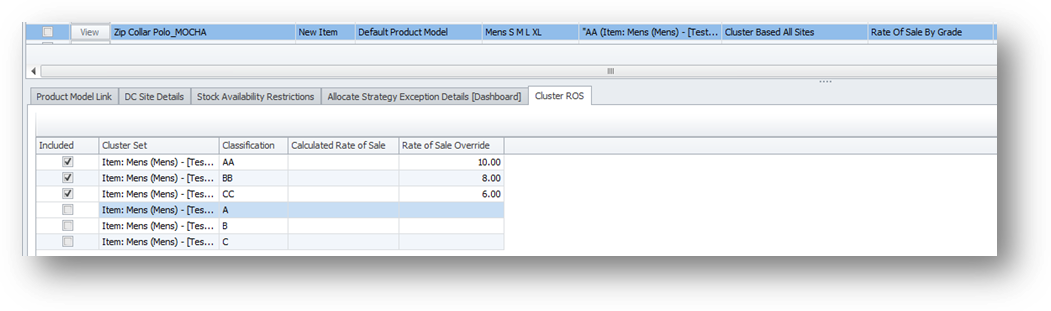 View Zip Collar Polo_MOCHA New Item Default Product Model Mens S M L XL "AA (Item: Mens (Mens) - [Test... Cluster Based All Sites Rate Of Sale By Grade
Product Model Link DC Site Details Stock Availability Restrictions Allocate Strategy Exception Details [Dashboard] Cluster ROS
Included Cluster Set Classification Calculated Rate of Sale Rate of Sale Override
Item: Mens (Mens) - [Tes... AA 10.00
Item: Mens (Mens) - [Tes... BB 8.00
Item: Mens (Mens) - [Tes... CC 6.00
Item: Mens (Mens) - [Tes... A
Item: Mens (Mens) - [Tes... B
Item: Mens (Mens) - [Tes... C